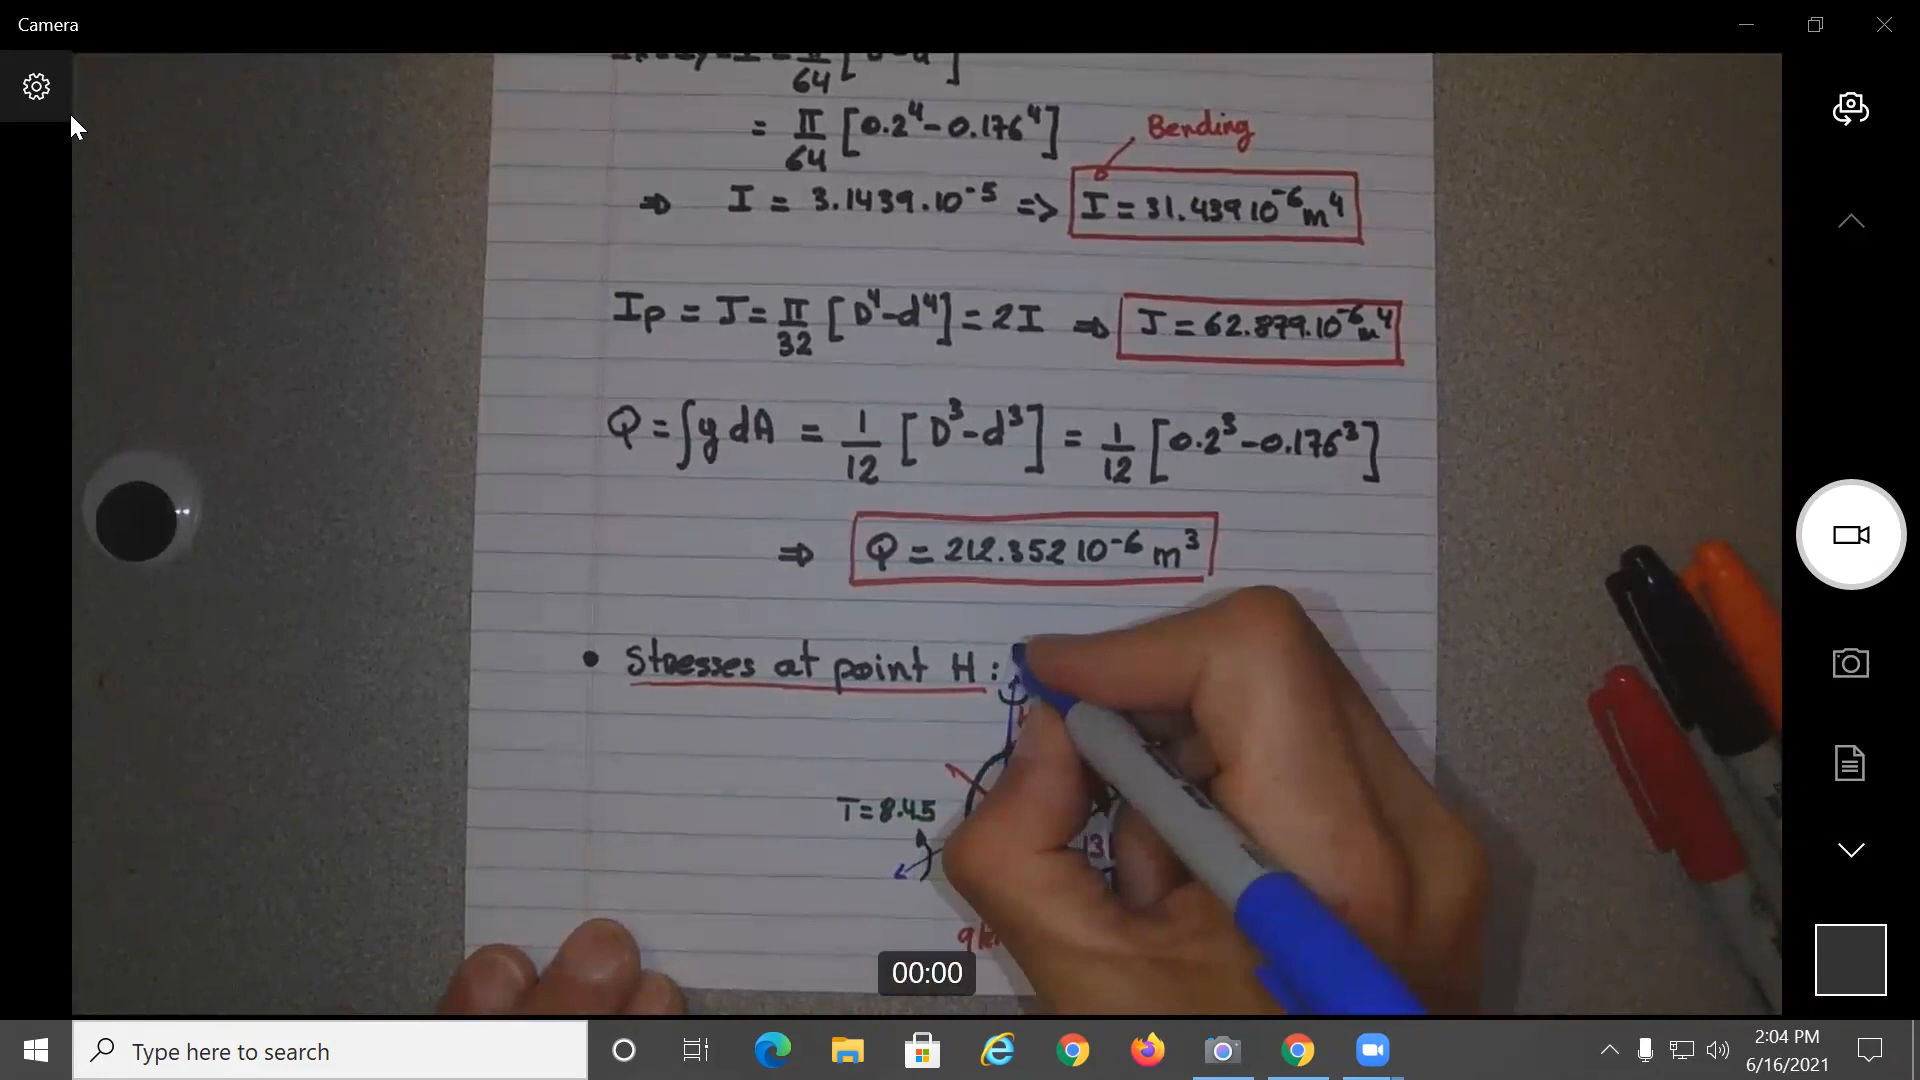 Camera
64
= π/64 [0.2⁴-0.176⁴]
Bending
⇒ I = 3.1439.10⁻⁵ => I = 31.439 10⁻⁶ m⁴
Ip = J = π/32 [D⁴-d⁴] = 2I ⇒ J = 62.879.10⁻⁶ m⁴
Q = ∫y dA = 1/12 [D³-d³] = 1/12 [0.2³-0.176³]
⇒ Q = 212.352 10⁻⁶ m³
• Stresses at point H:
T = 8.45
00:00
Type here to search
2:04 PM
6/16/2021